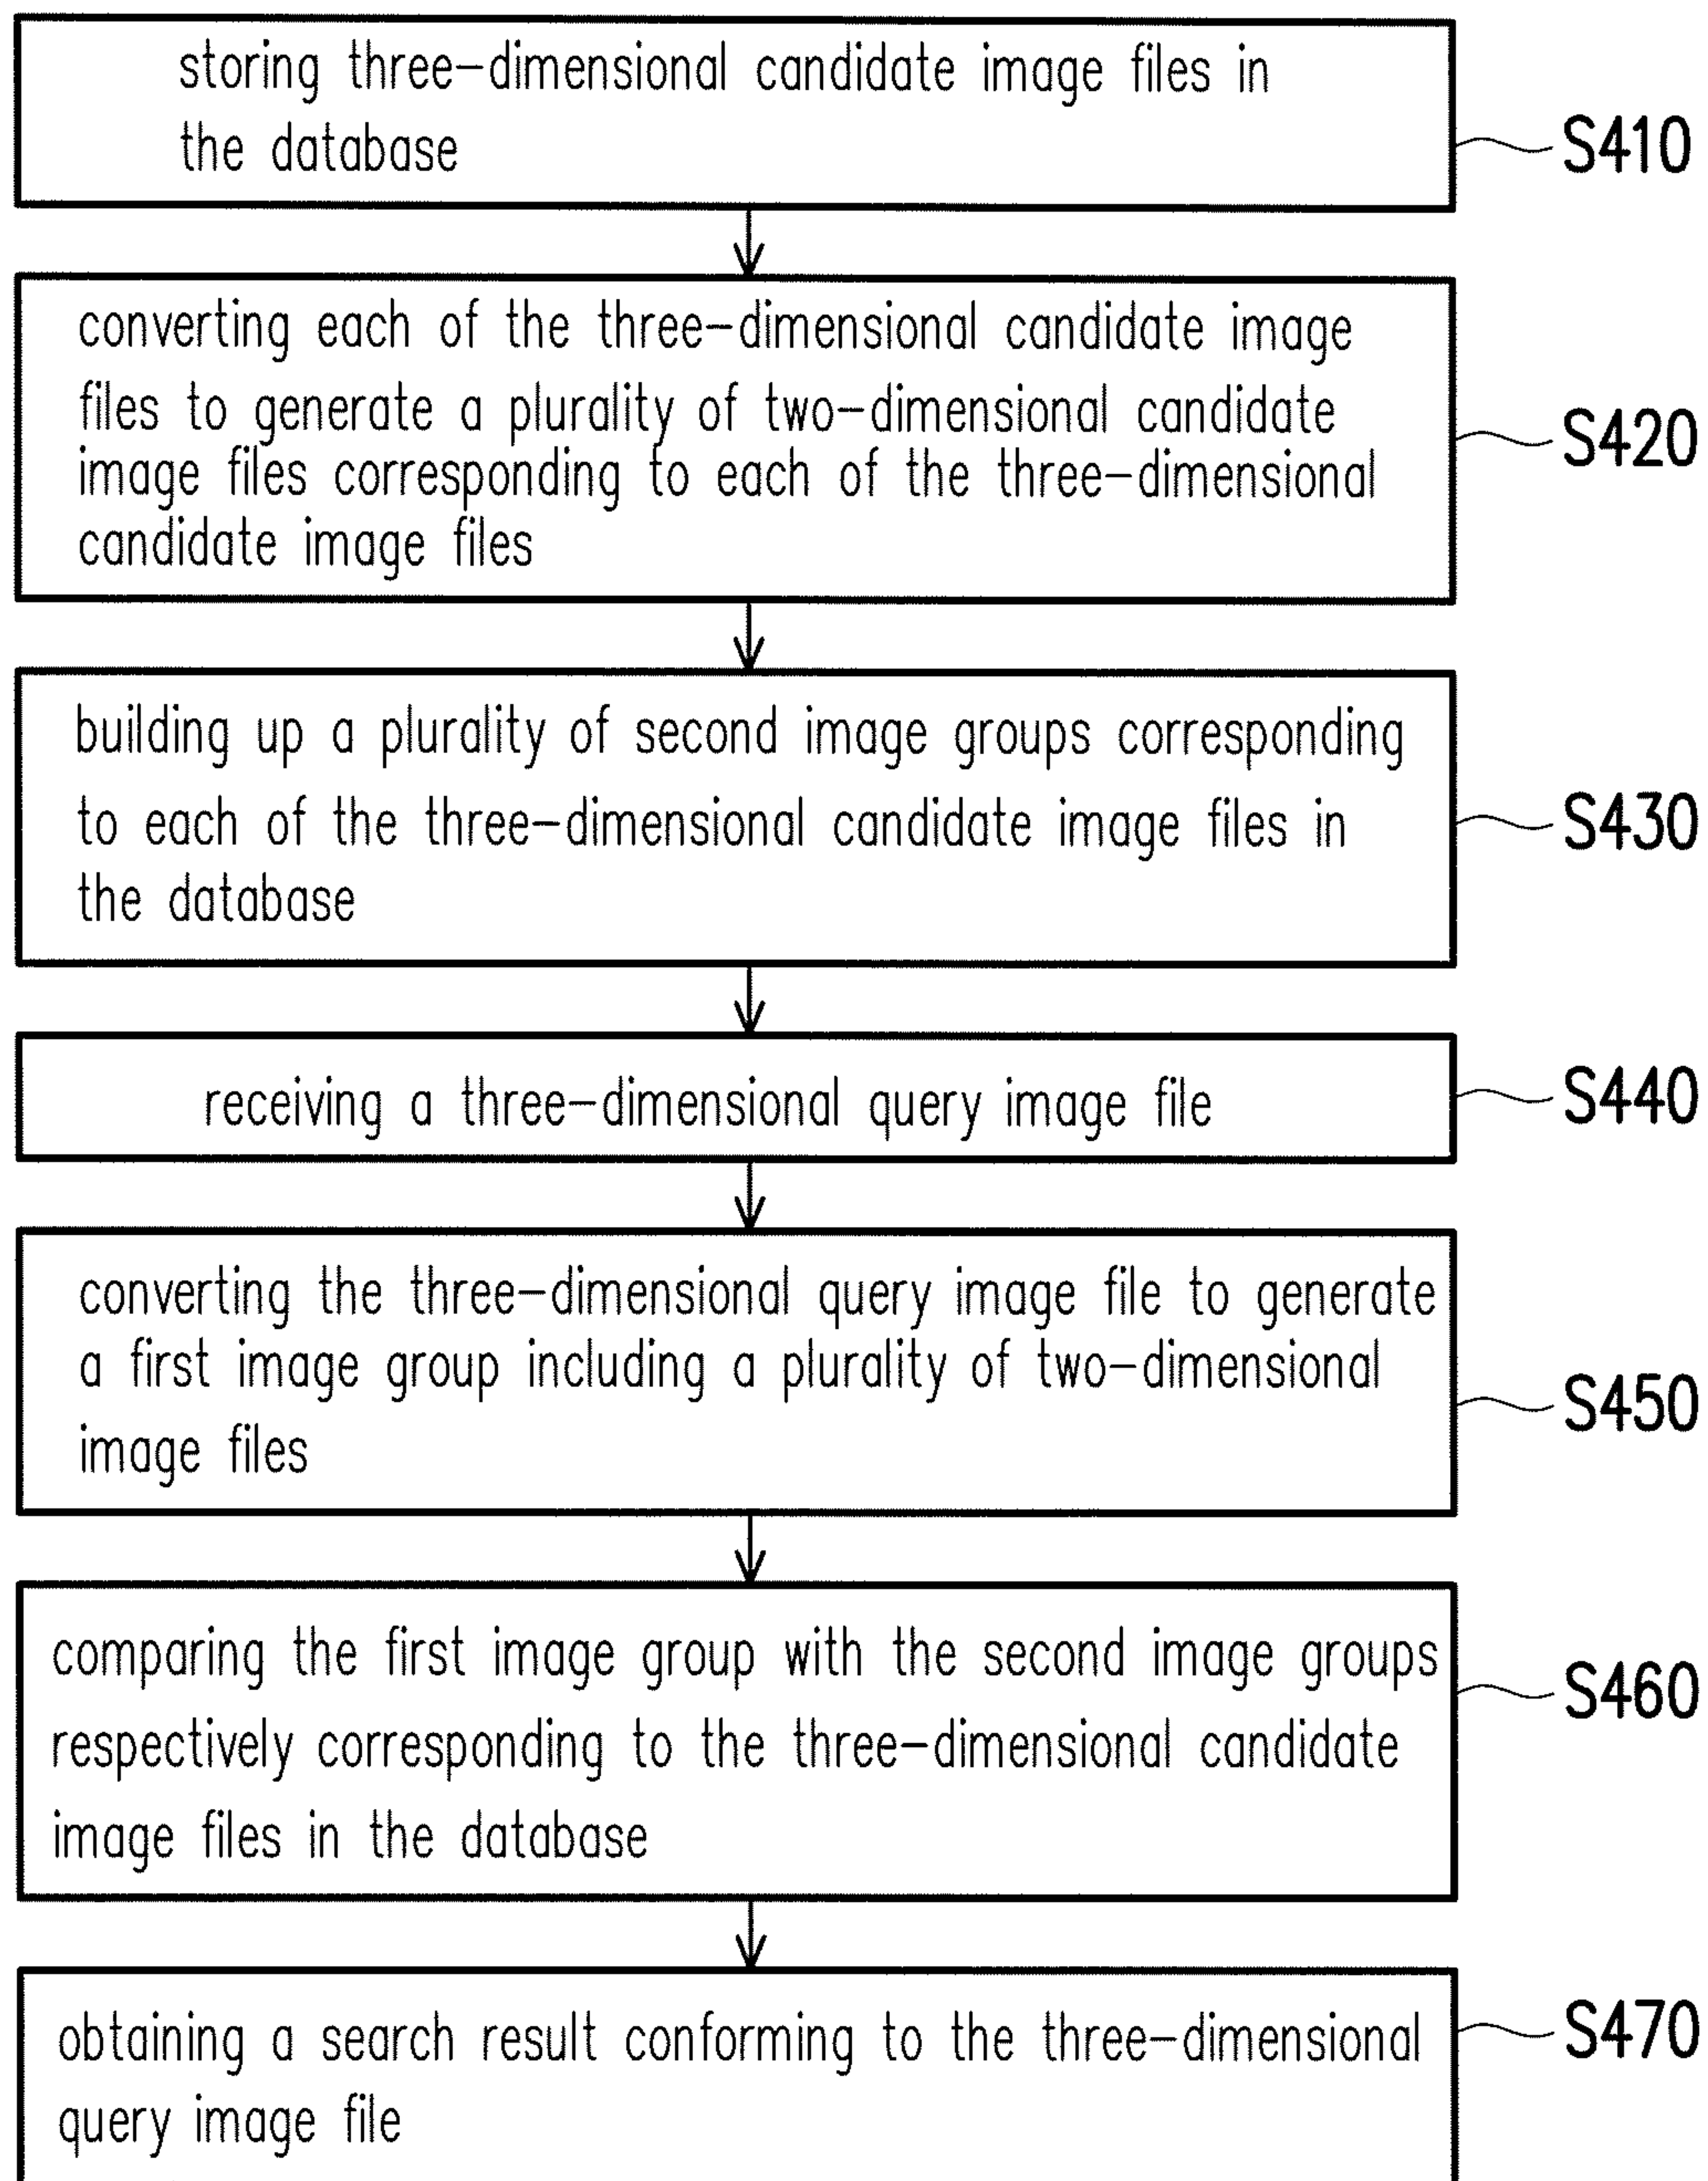 storing three-dimensional candidate image files in
the database
S410
converting each of the three-dimensional candidate image
files to generate a plurality of two-dimensional candidate
image files corresponding to each of the three-dimensional
candidate image files
S420
building up a plurality of second image groups corresponding
to each of the three-dimensional candidate image files in
the database
S430
receiving a three-dimensional query image file
S440
converting the three-dimensional query image file to generate
a first image group including a plurality of two-dimensional
image files
S450
comparing the first image group with the second image groups
respectively corresponding to the three-dimensional candidate
image files in the database
S460
obtaining a search result conforming to the three-dimensional
query image file
S470